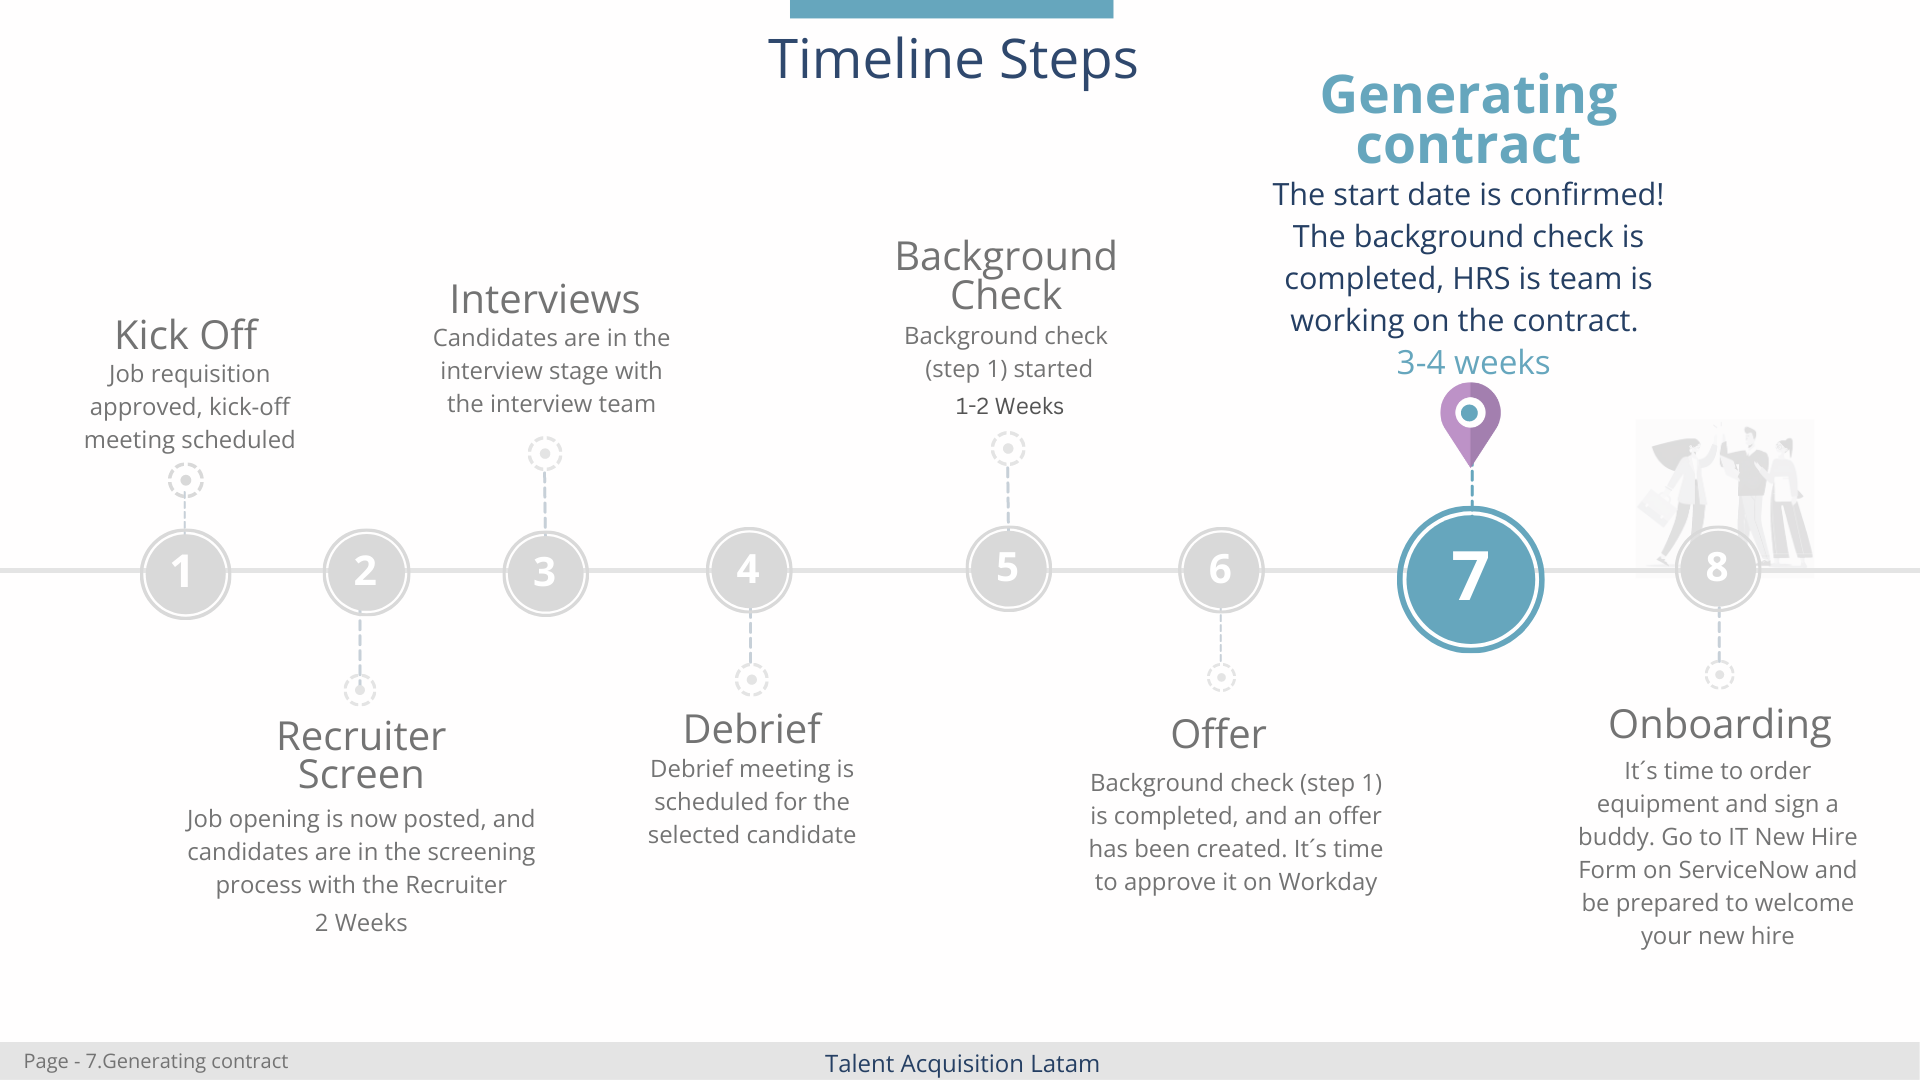 Timeline Steps
Kick Off
Job requisition
approved, kick-off
meeting scheduled
1
2
Recruiter
Screen
Job opening is now posted, and
candidates are in the screening
process with the Recruiter
2 Weeks
Interviews
Candidates are in the
interview stage with
the interview team
3
4
Debrief
Debrief meeting is
scheduled for the
selected candidate
Background
Check
Background check
(step 1) started
1-2 Weeks
5
6
Offer
Background check (step 1)
is completed, and an offer
has been created. It´s time
to approve it on Workday
Generating
contract
The start date is confirmed!
The background check is
completed, HRS is team is
working on the contract.
3-4 weeks
7
8
Onboarding
It´s time to order
equipment and sign a
buddy. Go to IT New Hire
Form on ServiceNow and
be prepared to welcome
your new hire
Page - 7.Generating contract
Talent Acquisition Latam